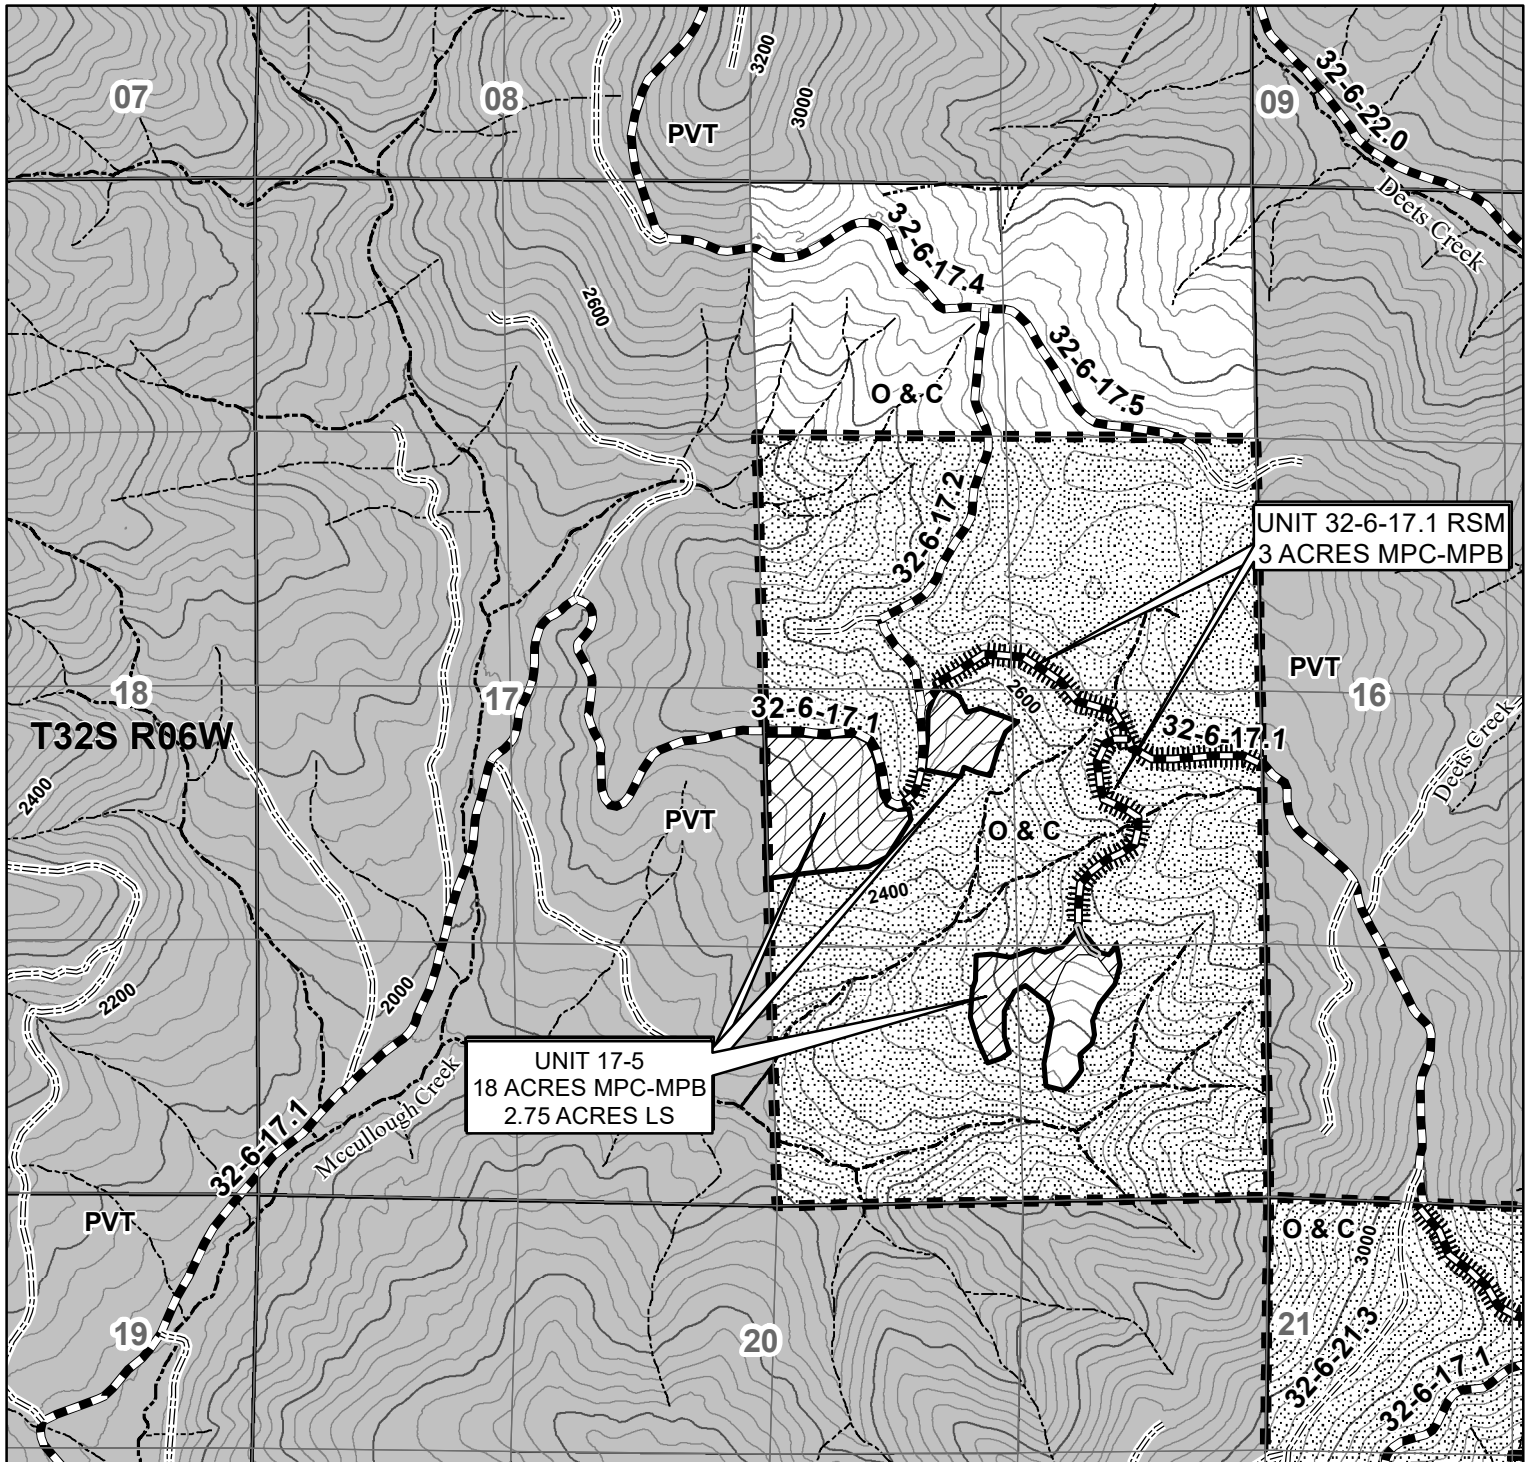 07
08
3200
3000
PVT
09
32-6-22.0
Deets Creek
32-6-17.4
2600
32-6-17.5
O & C
32-6-17.2
UNIT 32-6-17.1 RSM
3 ACRES MPC-MPB
PVT
16
18
T32S R06W
17
32-6-17.1
2600
32-6-17.1
2400
PVT
O & C
Deets Creek
2400
2200
2000
UNIT 17-5
18 ACRES MPC-MPB
2.75 ACRES LS
Mccullough Creek
32-6-17.1
PVT
O & C
3000
19
20
21
32-6-21.3
32-6-17.1